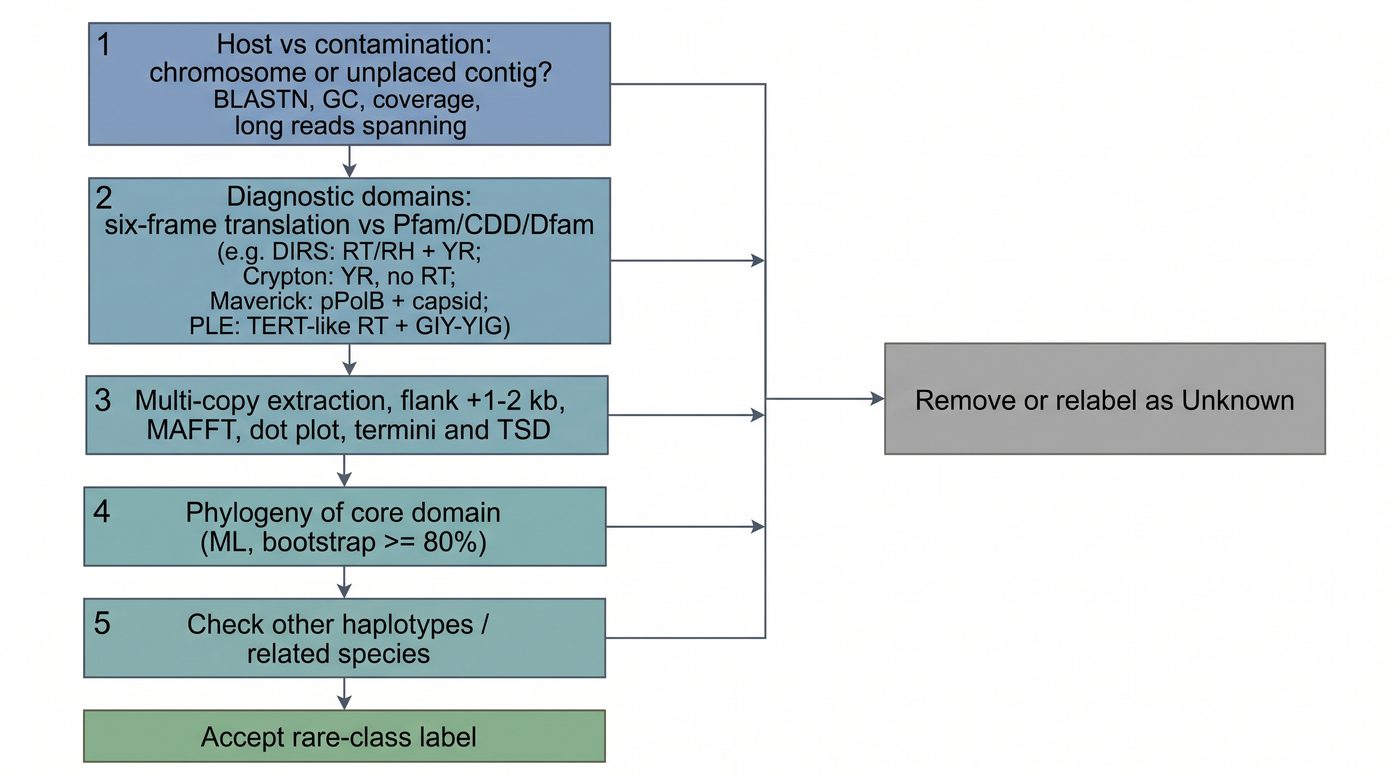 1
Host vs contamination:
chromosome or unplaced contig?
BLASTN, GC, coverage,
long reads spanning
2
Diagnostic domains:
six-frame translation vs Pfam/CDD/Dfam
(e.g. DIRS: RT/RH + YR;
Crypton: YR, no RT;
Maverick: pPolB + capsid;
PLE: TERT-like RT + GIY-YIG)
3
Multi-copy extraction, flank +1-2 kb,
MAFFT, dot plot, termini and TSD
4
Phylogeny of core domain
(ML, bootstrap >= 80%)
5
Check other haplotypes /
related species
Accept rare-class label
Remove or relabel as Unknown